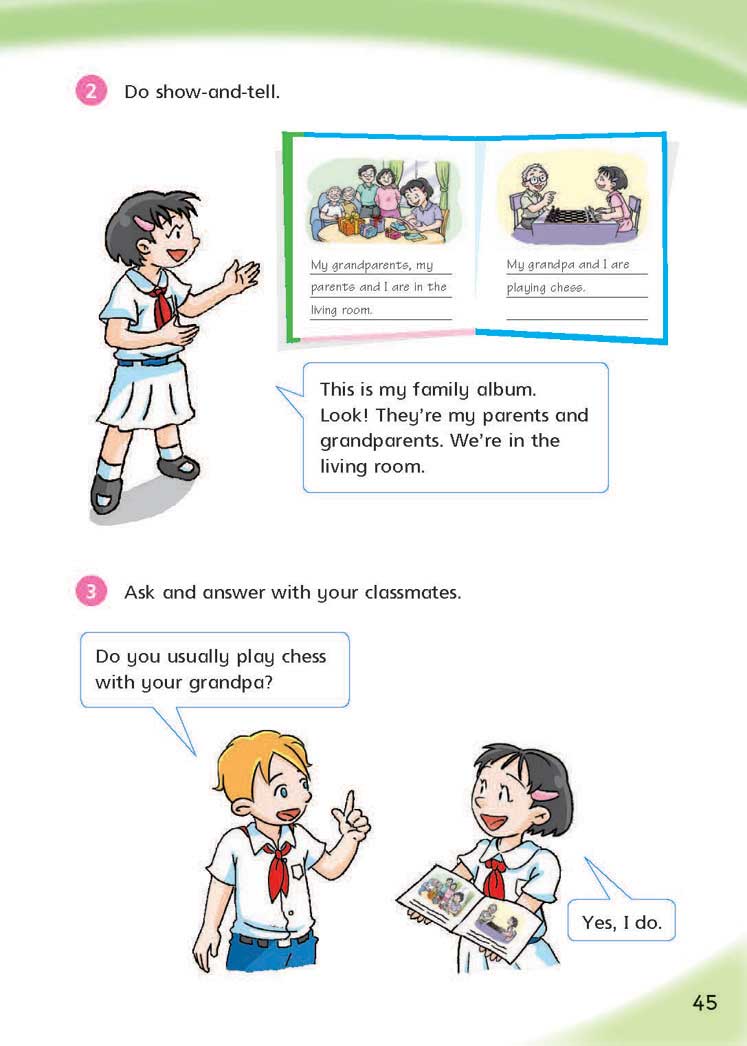 2 Do show-and-tell.
My grandparents, my
parents and I are in the
living room.
My grandpa and I are
playing chess.
This is my family album.
Look! They're my parents and
grandparents. We're in the
living room.
3 Ask and answer with your classmates.
Do you usually play chess
with your grandpa?
Yes, I do.
45